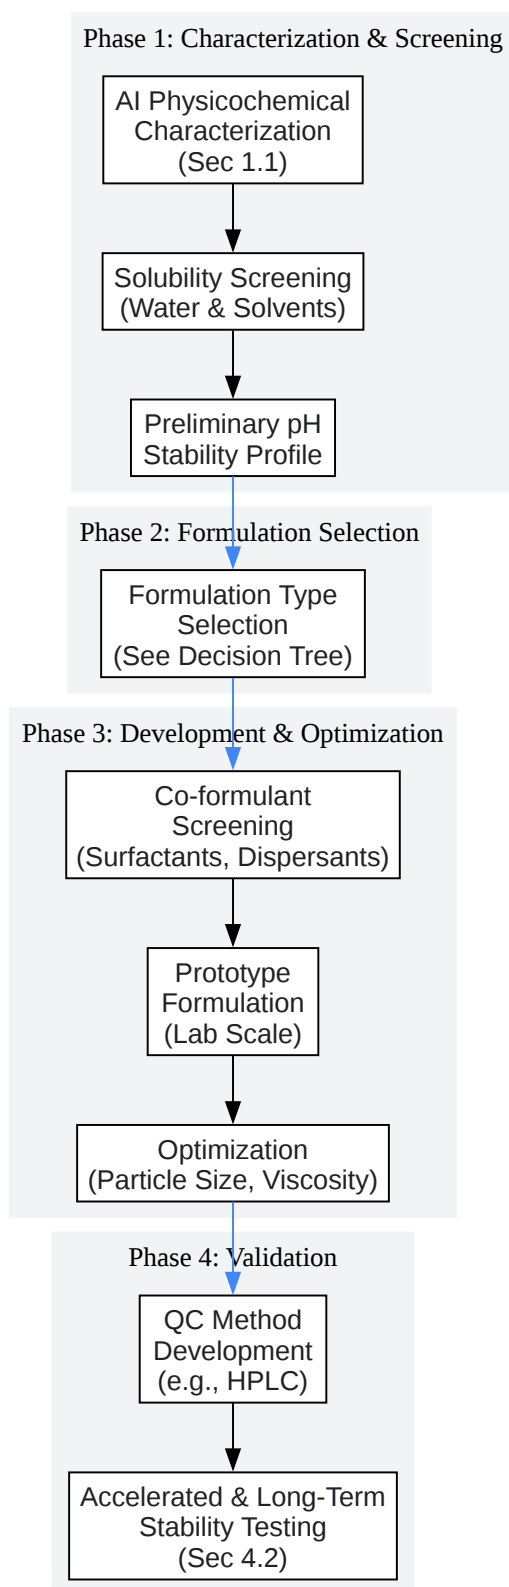 Phase 1: Characterization & Screening
AI Physicochemical
Characterization
(Sec 1.1)
Solubility Screening
(Water & Solvents)
Preliminary pH
Stability Profile
Phase 2: Formulation Selection
Formulation Type
Selection
(See Decision Tree)
Phase 3: Development & Optimization
Co-formulant
Screening
(Surfactants, Dispersants)
Prototype
Formulation
(Lab Scale)
Optimization
(Particle Size, Viscosity)
Phase 4: Validation
QC Method
Development
(e.g., HPLC)
Accelerated & Long-Term
Stability Testing
(Sec 4.2)